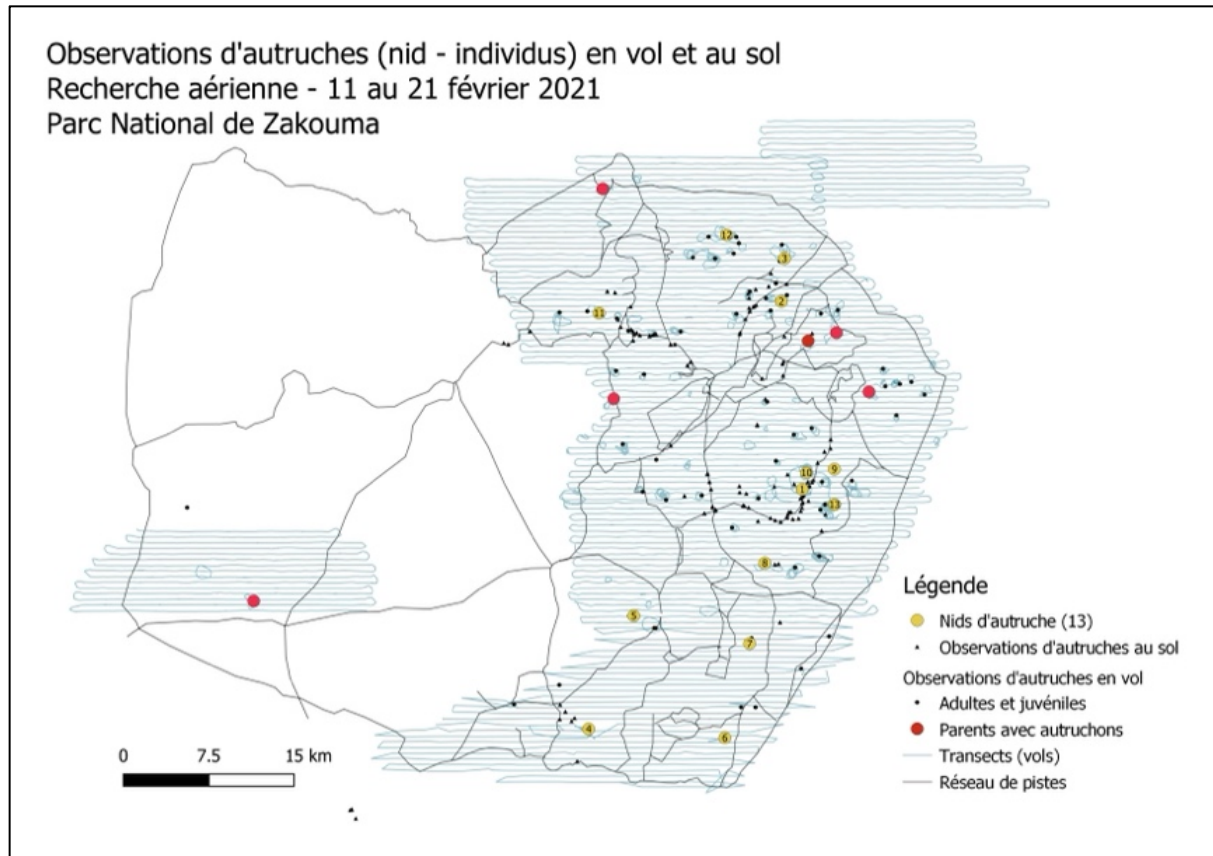 Observations d'autruches (nid - individus) en vol et au sol
Recherche aérienne - 11 au 21 février 2021
Parc National de Zakouma
12
3
2
11
10
9
1
13
8
5
7
4
6
0 7.5 15 km
Légende
Nids d'autruche (13)
Observations d'autruches au sol
Observations d'autruches en vol
Adultes et juvéniles
Parents avec autruchons
Transects (vols)
Réseau de pistes